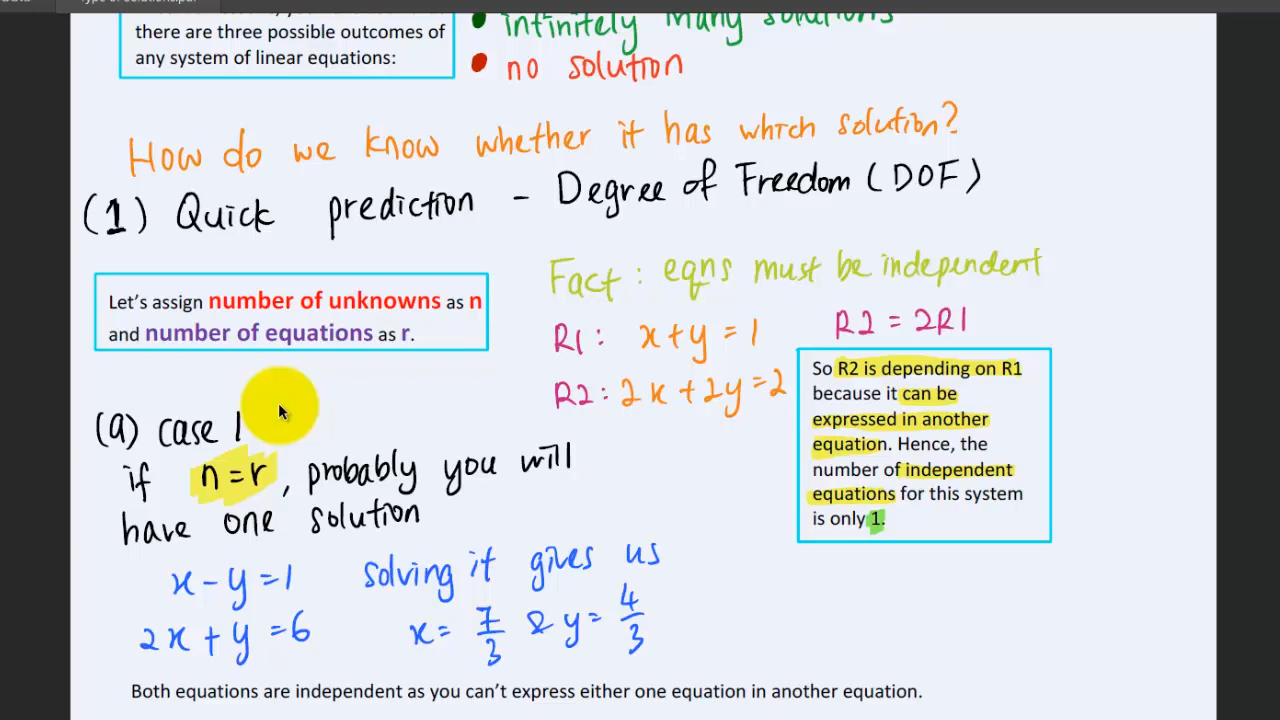 Type of Solutions.pdf
there are three possible outcomes of
any system of linear equations:
infinitely many solutions
no solution
How do we know whether it has which solution?
(1) Quick prediction - Degree of Freedom (DOF)
Let's assign number of unknowns as n
and number of equations as r.
Fact: eqns must be independent
R1: x+y=1
R2=2R1
R2: 2x+2y=2
So R2 is depending on R1
because it can be
expressed in another
equation. Hence, the
number of independent
equations for this system
is only 1.
(a) case 1
if n=r, probably you will
have one solution
x-y=1 solving it gives us
2x+y=6 x=7/3 & y=4/3
Both equations are independent as you can't express either one equation in another equation.